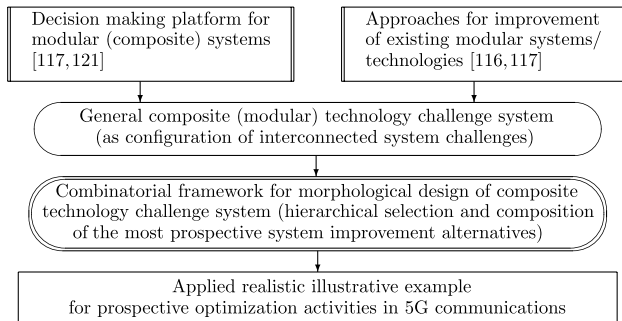 Decision making platform for
modular (composite) systems
[117,121]
Approaches for improvement
of existing modular systems/
technologies [116,117]
General composite (modular) technology challenge system
(as configuration of interconnected system challenges)
Combinatorial framework for morphological design of composite
technology challenge system (hierarchical selection and composition
of the most prospective system improvement alternatives)
Applied realistic illustrative example
for prospective optimization activities in 5G communications